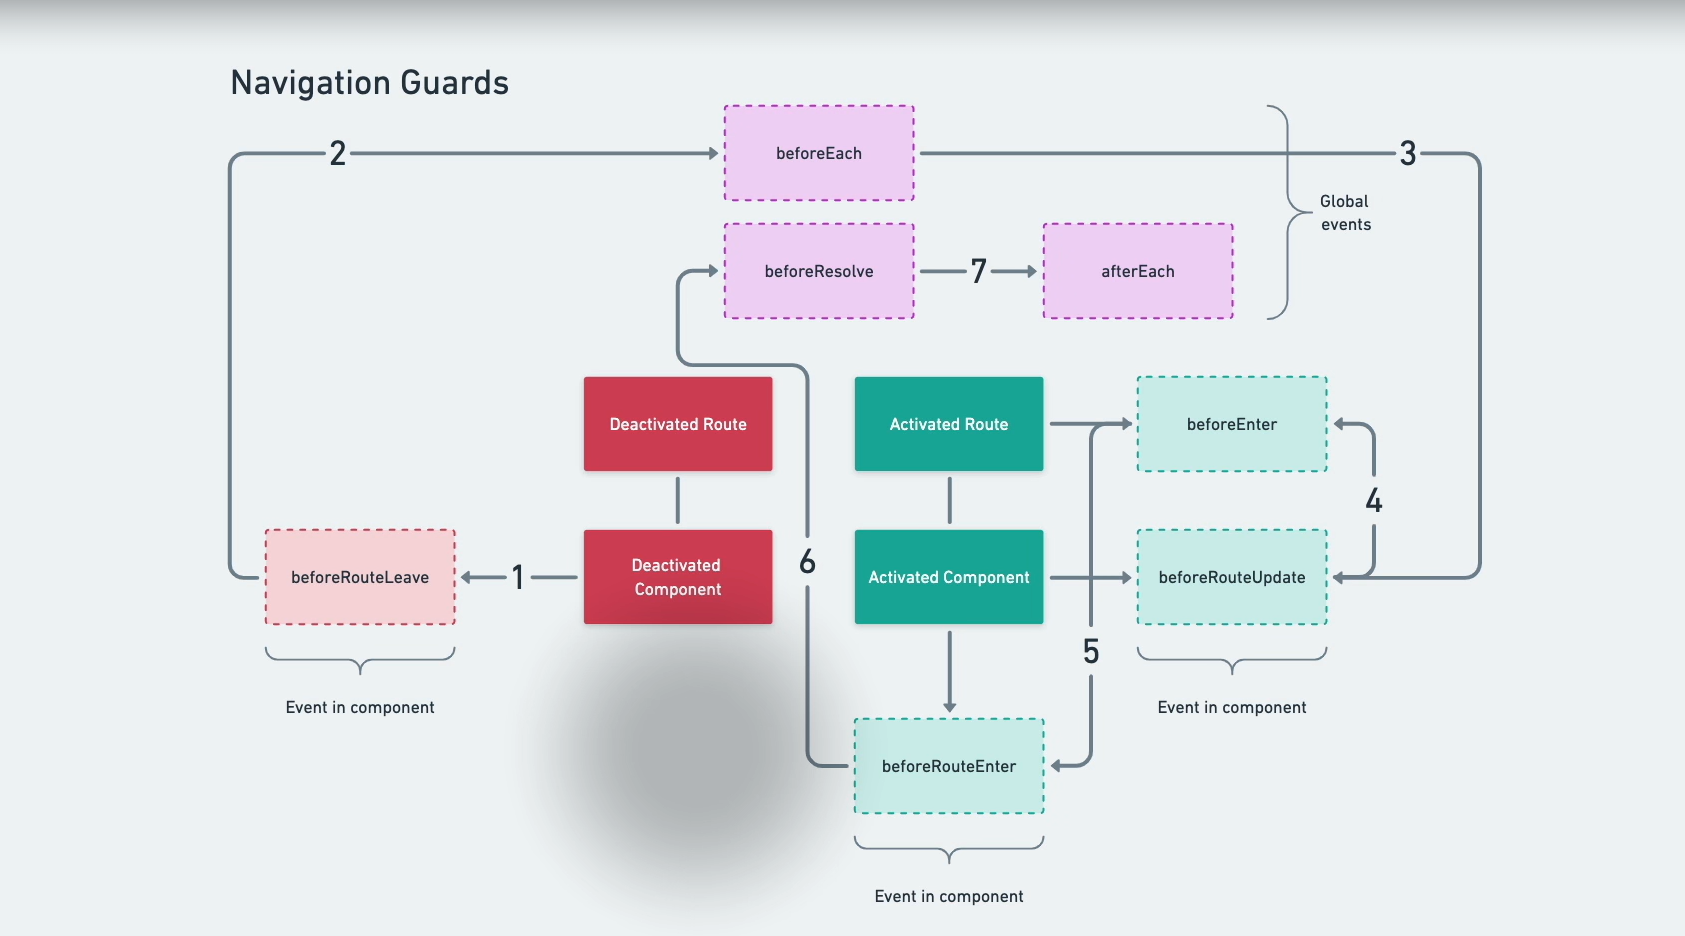 Navigation Guards
2
beforeEach
3
Global
events
beforeResolve
7
afterEach
Deactivated Route
Activated Route
beforeEnter
4
beforeRouteLeave
1
Deactivated
Component
6
Activated Component
beforeRouteUpdate
5
Event in component
Event in component
beforeRouteEnter
Event in component